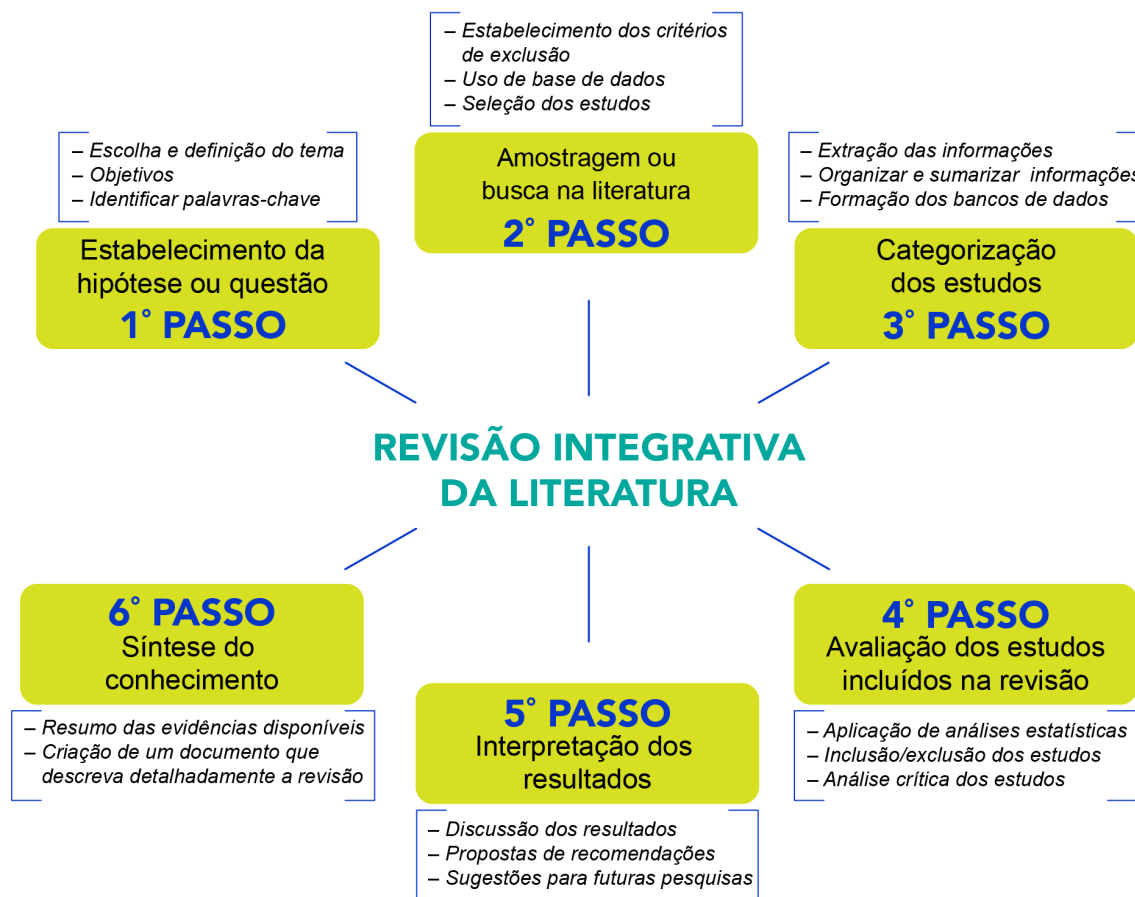 – Escolha e definição do tema
– Objetivos
– Identificar palavras-chave
Estabelecimento da
hipótese ou questão
1° PASSO
– Estabelecimento dos critérios
de exclusão
– Uso de base de dados
– Seleção dos estudos
Amostragem ou
busca na literatura
2° PASSO
– Extração das informações
– Organizar e sumarizar informações
– Formação dos bancos de dados
Categorização
dos estudos
3° PASSO
REVISÃO INTEGRATIVA
DA LITERATURA
4° PASSO
Avaliação dos estudos
incluídos na revisão
– Aplicação de análises estatísticas
– Inclusão/exclusão dos estudos
– Análise crítica dos estudos
5° PASSO
Interpretação dos
resultados
– Discussão dos resultados
– Propostas de recomendações
– Sugestões para futuras pesquisas
6° PASSO
Síntese do
conhecimento
– Resumo das evidências disponíveis
– Criação de um documento que
descreva detalhadamente a revisão